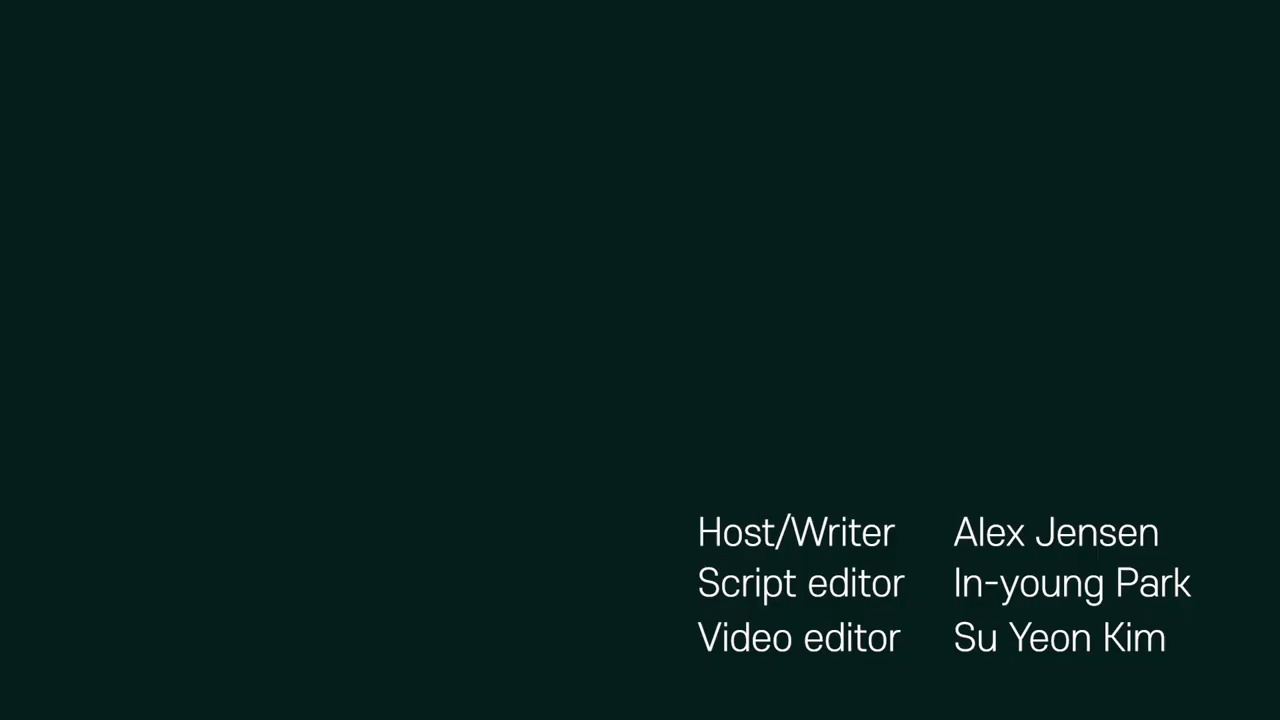 Host/Writer Alex Jensen
Script editor In-young Park
Video editor Su Yeon Kim